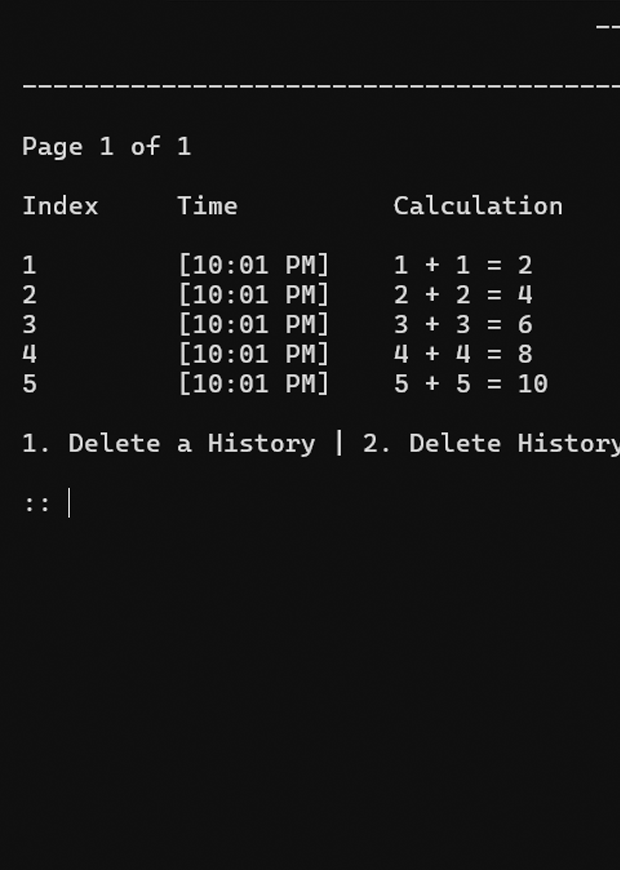 Page 1 of 1
Index Time Calculation
1 [10:01 PM] 1 + 1 = 2
2 [10:01 PM] 2 + 2 = 4
3 [10:01 PM] 3 + 3 = 6
4 [10:01 PM] 4 + 4 = 8
5 [10:01 PM] 5 + 5 = 10
1. Delete a History | 2. Delete History
::